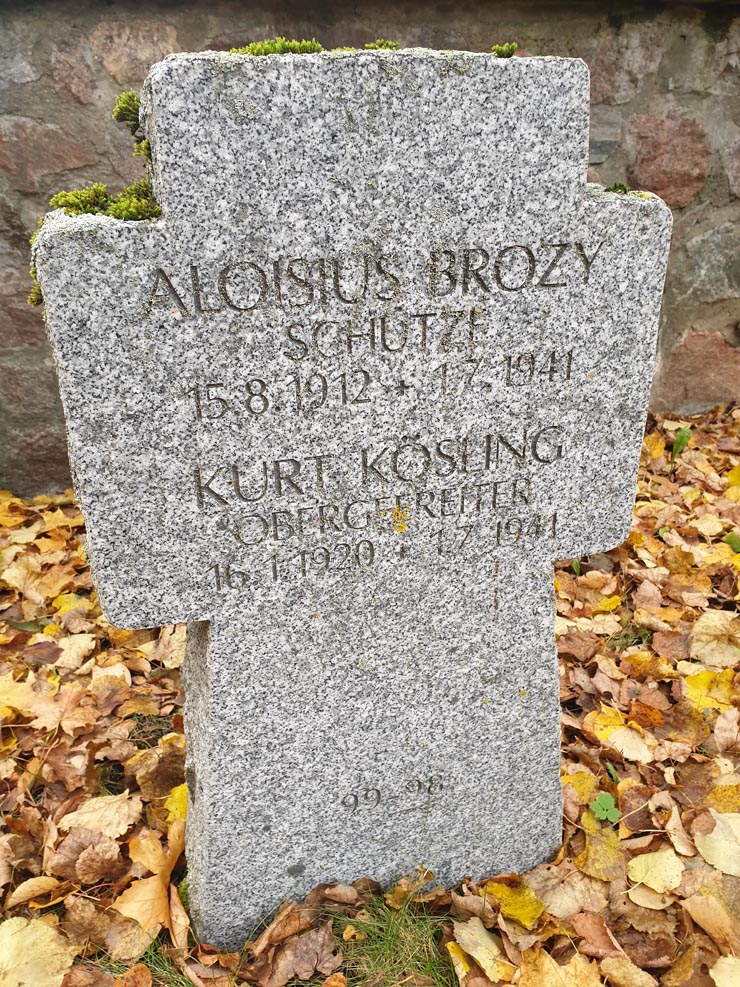 ALOISIUS BROZY
SCHÜTZE
15.8.1912 + 1.7.1941
KURT KÖSLING
OBERGEFREITER
16.1.1920 + 1.7.1941
99-98